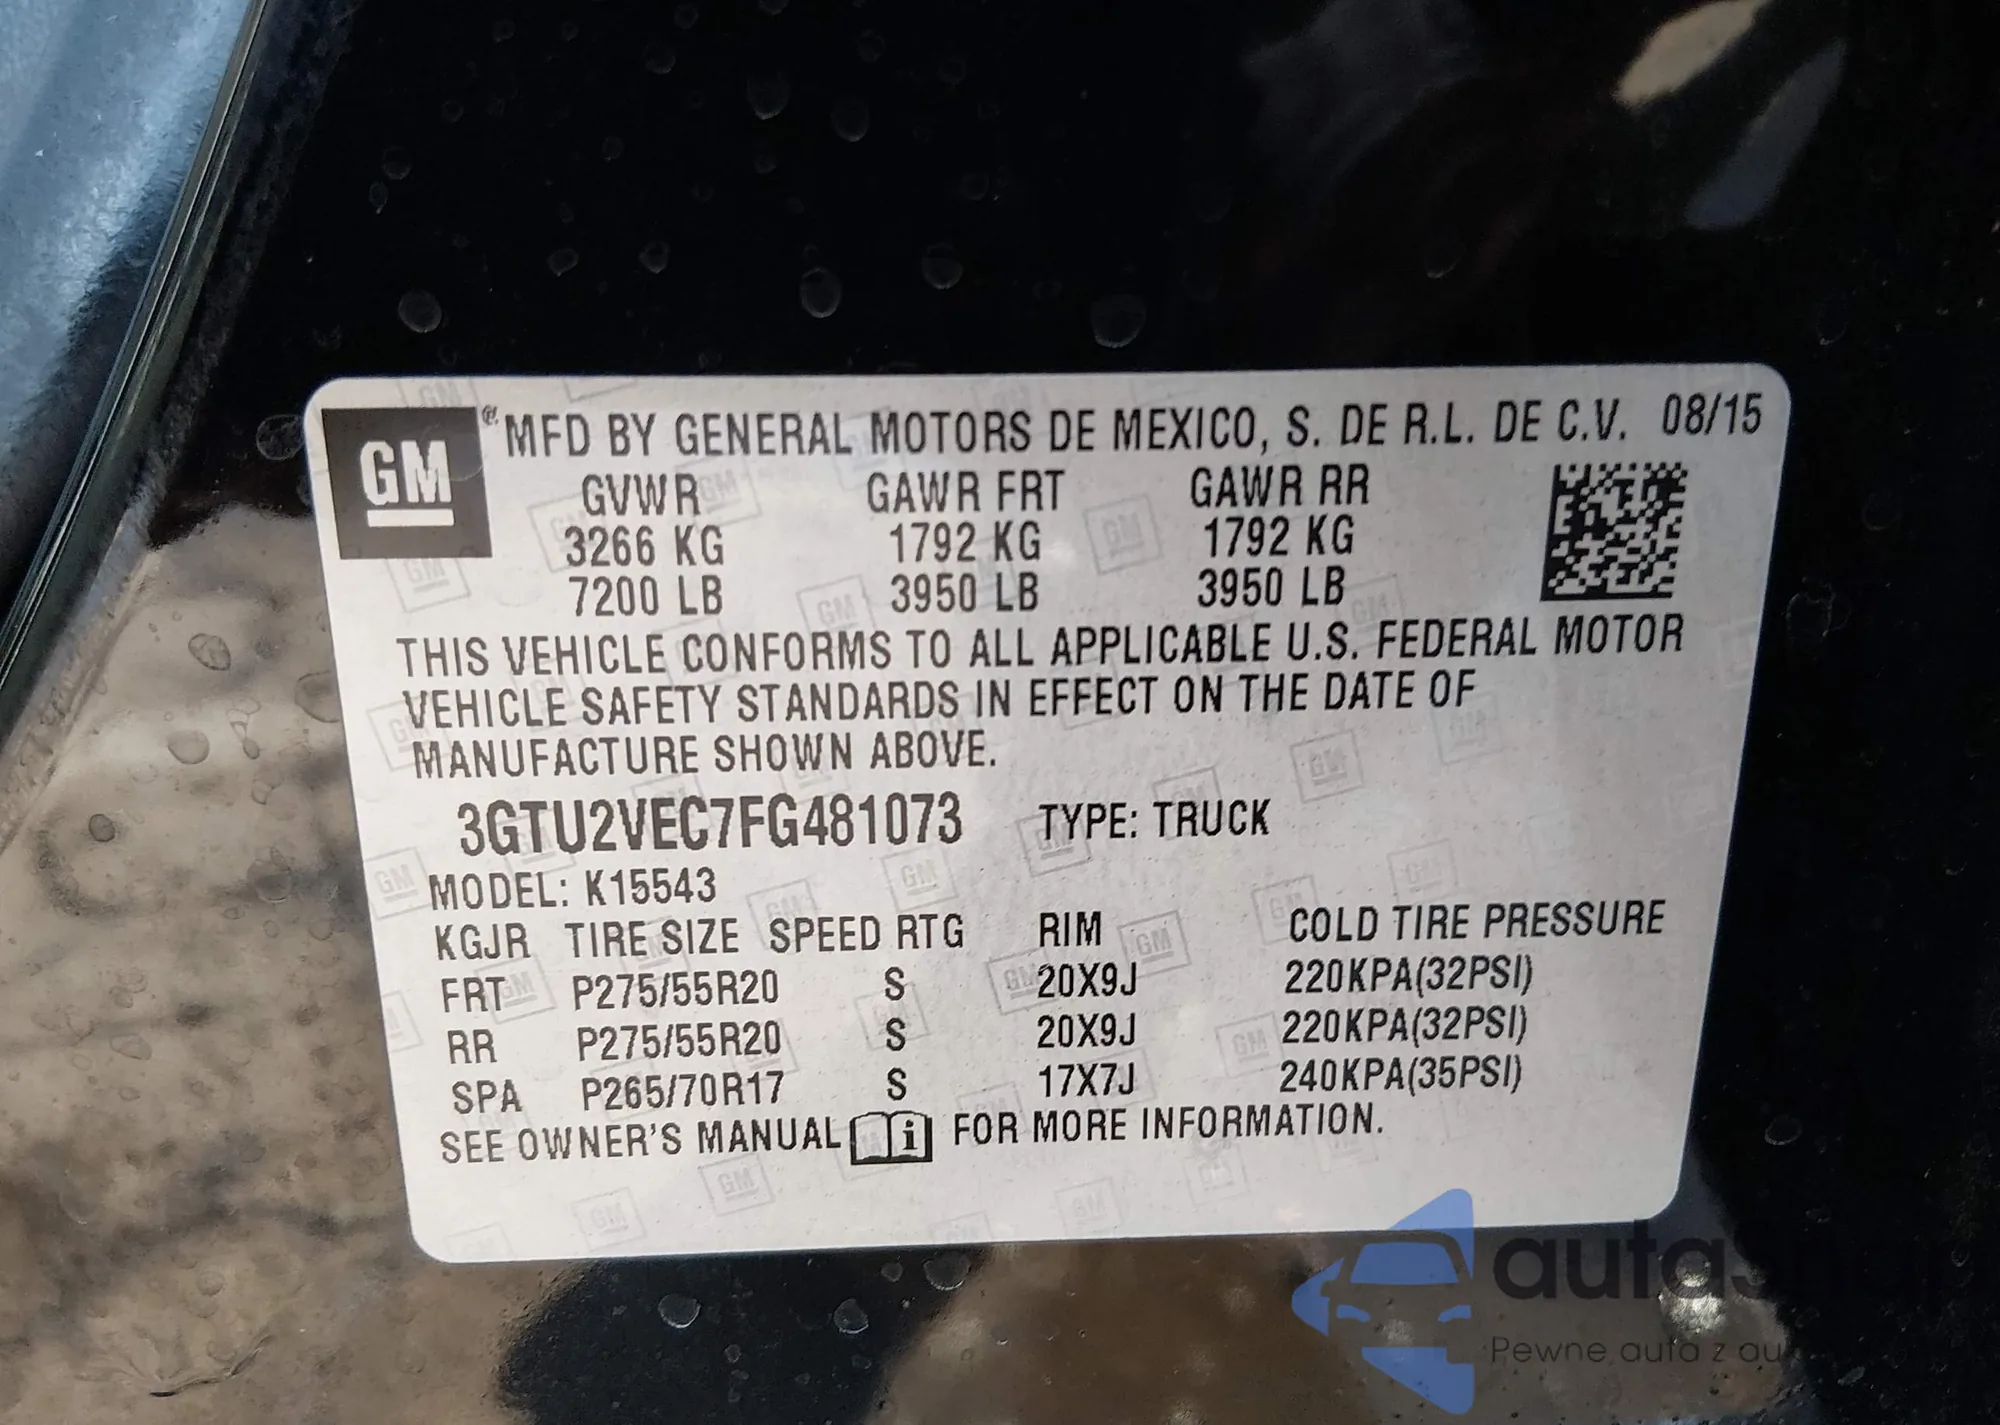 GM ® MFD BY GENERAL MOTORS DE MEXICO, S. DE R.L. DE C.V. 08/15
GVWR GAWR FRT GAWR RR
3266 KG 1792 KG 1792 KG
7200 LB 3950 LB 3950 LB
THIS VEHICLE CONFORMS TO ALL APPLICABLE U.S. FEDERAL MOTOR
VEHICLE SAFETY STANDARDS IN EFFECT ON THE DATE OF
MANUFACTURE SHOWN ABOVE.
3GTU2VEC7FG481073 TYPE: TRUCK
MODEL: K15543
KGJR TIRE SIZE SPEED RTG RIM COLD TIRE PRESSURE
FRT P275/55R20 S 20X9J 220KPA(32PSI)
RR P275/55R20 S 20X9J 220KPA(32PSI)
SPA P265/70R17 S 17X7J 240KPA(35PSI)
SEE OWNER'S MANUAL i FOR MORE INFORMATION.
Pewne auta z